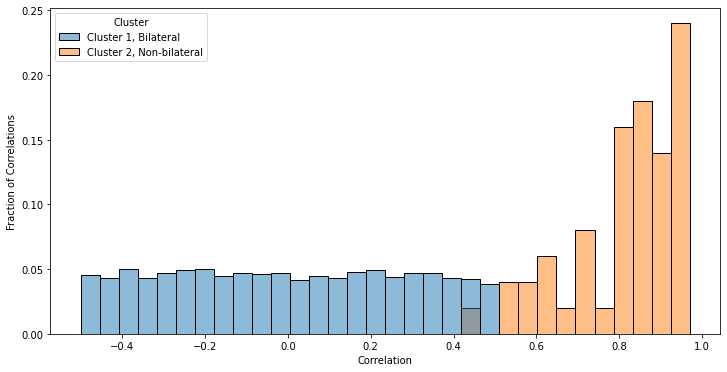 Cluster
Cluster 1, Bilateral
Cluster 2, Non-bilateral
Fraction of Correlations
0.25
0.20
0.15
0.10
0.05
0.00
−0.4 −0.2 0.0 0.2 0.4 0.6 0.8 1.0
Correlation